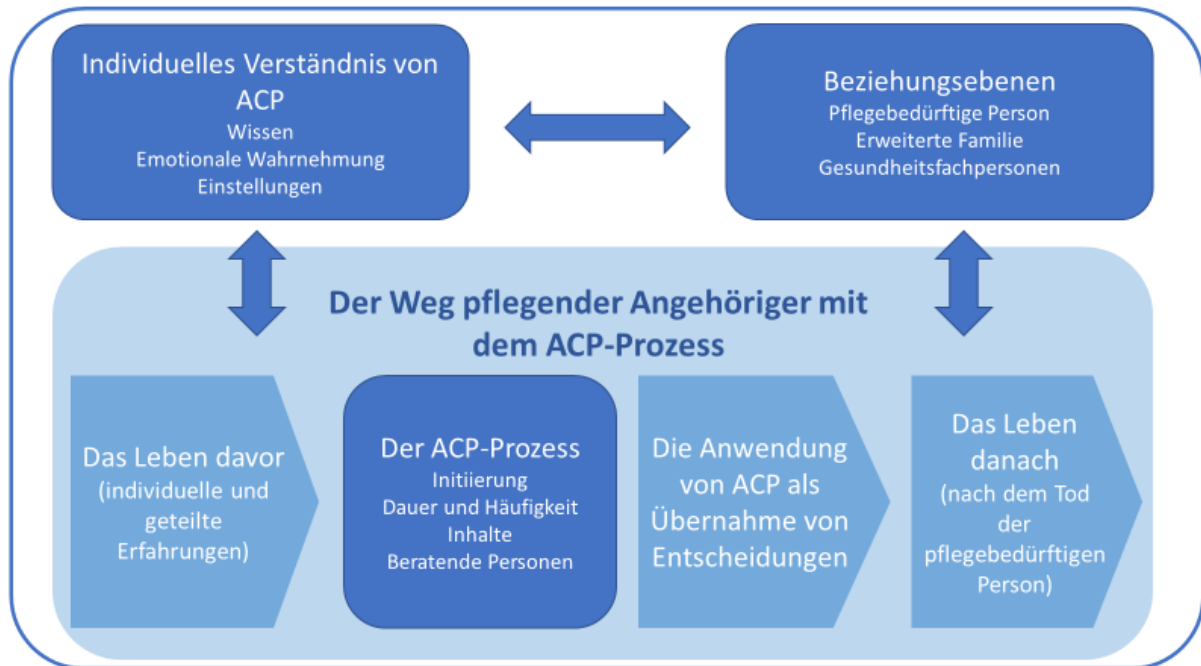 Individuelles Verständnis von
ACP
Wissen
Emotionale Wahrnehmung
Einstellungen
Beziehungsebenen
Pflegebedürftige Person
Erweiterte Familie
Gesundheitsfachpersonen
Der Weg pflegender Angehöriger mit
dem ACP-Prozess
Das Leben davor
(individuelle und
geteilte
Erfahrungen)
Der ACP-Prozess
Initiierung
Dauer und Häufigkeit
Inhalte
Beratende Personen
Die Anwendung
von ACP als
Übernahme von
Entscheidungen
Das Leben
danach
(nach dem Tod
der
pflegebedürftigen
Person)